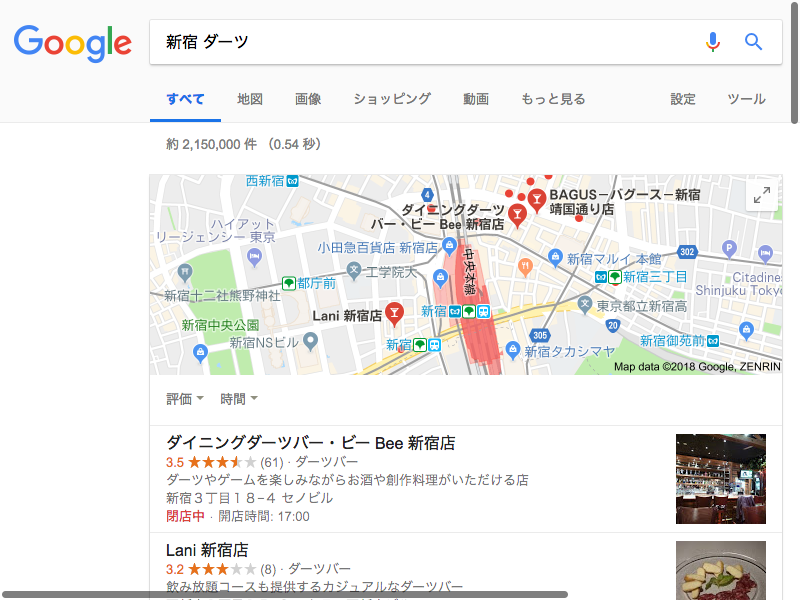 Google
新宿 ダーツ
すべて 地図 画像 ショッピング 動画 もっと見る 設定 ツール
約 2,150,000 件 （0.54 秒）
西新宿
4
BAGUS－バグース－新宿
靖国通り店
ダイニングダーツ
バー・ビー Bee 新宿店
ハイアット
リージェンシー 東京
小田急百貨店 新宿店
中央本線
302
P
新宿マルイ 本館
工学院大
都庁前
新宿三丁目
Citadines
Shinjuku Tokyo
新宿十二社熊野神社
東京都立新宿高
Lani 新宿店
新宿
新宿中央公園
20
新宿NSビル
新宿
305
新宿御苑前
新宿タカシマヤ
Map data ©2018 Google, ZENRIN
評価 時間
ダイニングダーツバー・ビー Bee 新宿店
3.5 ★★★★★ (61) · ダーツバー
ダーツやゲームを楽しみながらお酒や創作料理がいただける店
新宿３丁目１８−４ セノビル
閉店中 · 開店時間: 17:00
Lani 新宿店
3.2 ★★★★★ (8) · ダーツバー
飲み放題コースも提供するカジュアルなダーツバー